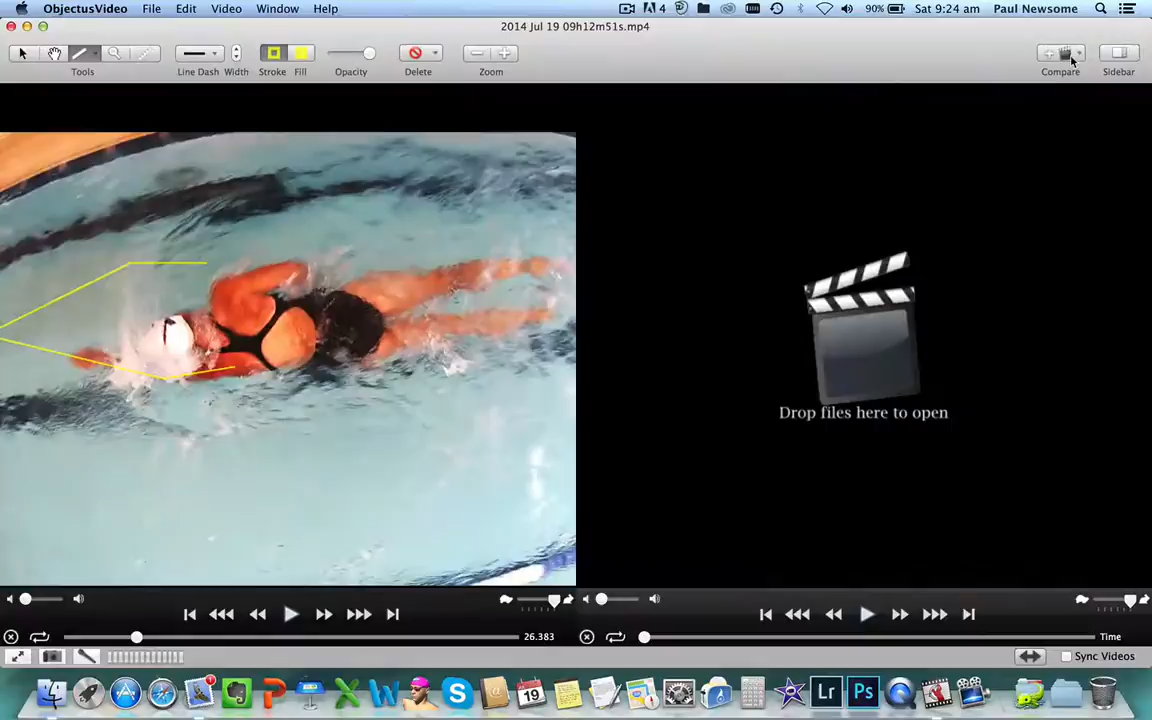 ObjectusVideo File Edit Video Window Help 4 90% Sat 9:24 am Paul Newsome
2014 Jul 19 09h12m51s.mp4
Tools Line Dash Width Stroke Fill Opacity Delete Zoom Compare Sidebar
Drop files here to open
26.383 Time
Sync Videos
JUL
19
Lr Ps